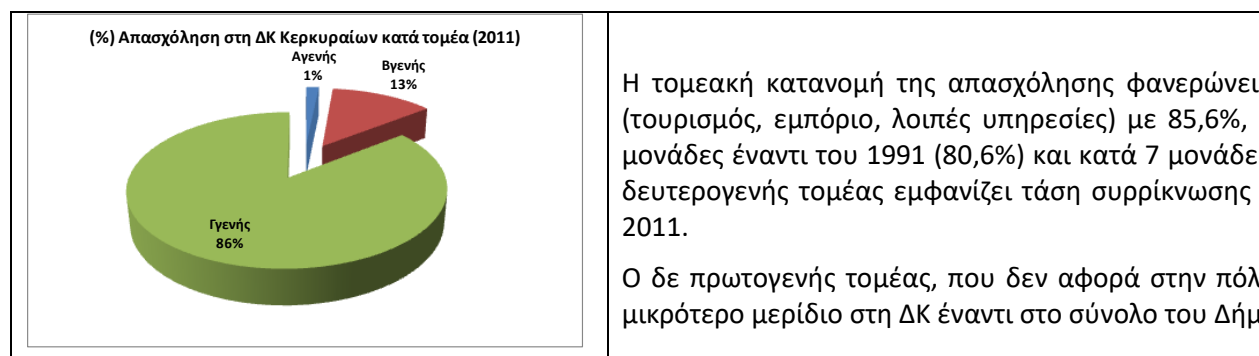 (%) Απασχόληση στη ΔΚ Κερκυραίων κατά τομέα (2011)
Αγενής
1%
Βγενής
13%
Γγενής
86%
Η τομεακή κατανομή της απασχόλησης φανερώνει
(τουρισμός, εμπόριο, λοιπές υπηρεσίες) με 85,6%,
μονάδες έναντι του 1991 (80,6%) και κατά 7 μονάδε
δευτερογενής τομέας εμφανίζει τάση συρρίκνωσης
2011.
Ο δε πρωτογενής τομέας, που δεν αφορά στην πόλ
μικρότερο μερίδιο στη ΔΚ έναντι στο σύνολο του Δήμ